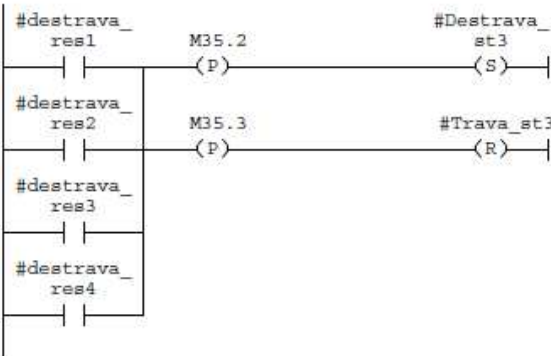 #destrava_
res1
M35.2
#Destrava_
st3
(P)
(S)
#destrava_
res2
M35.3
#Trava_st3
(P)
(R)
#destrava_
res3
#destrava_
res4